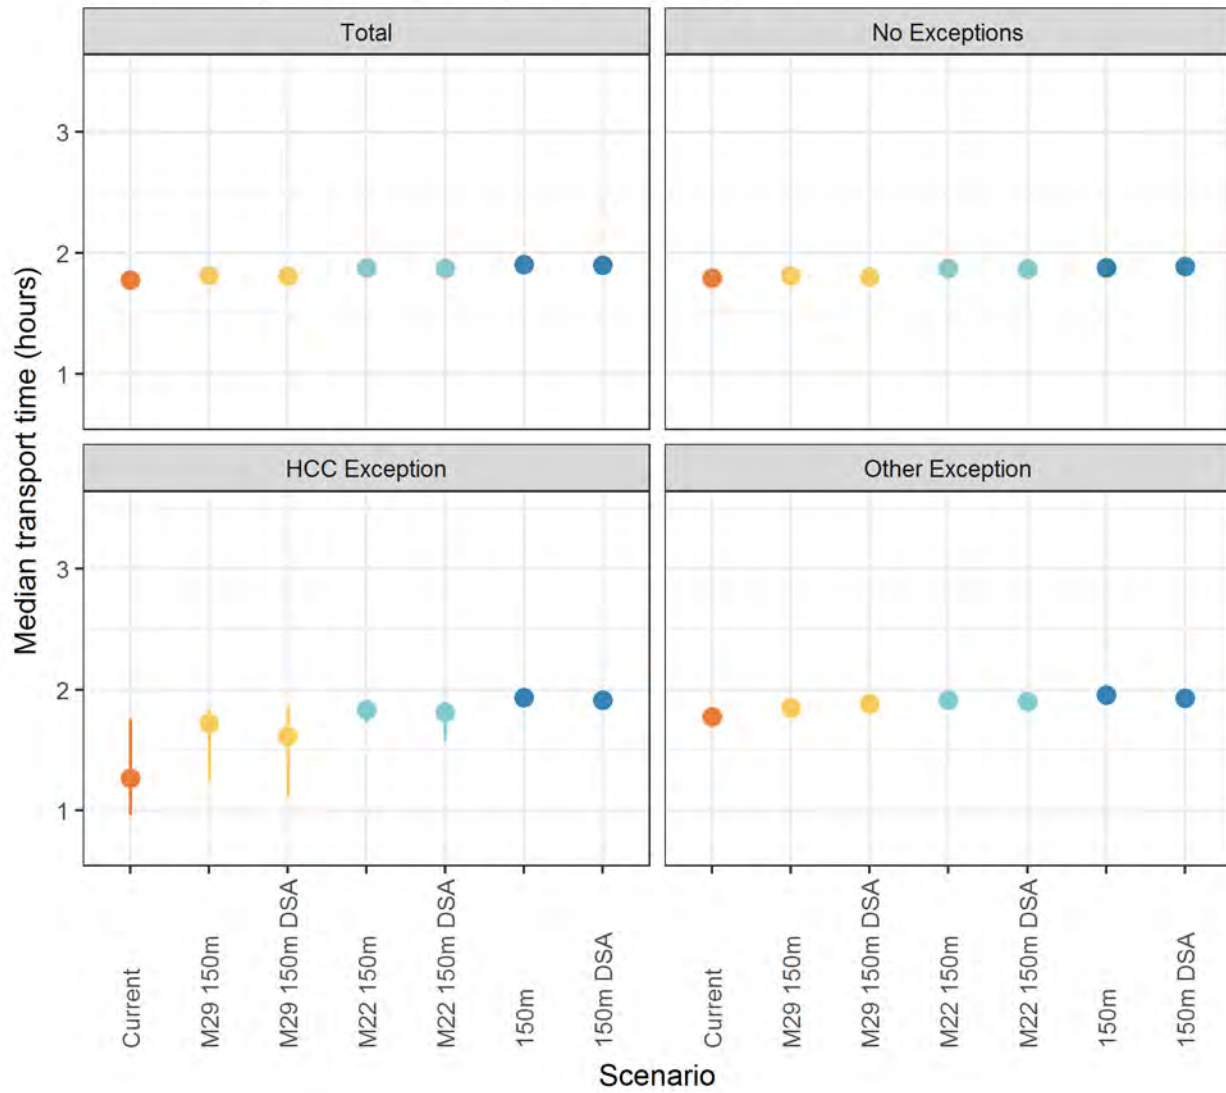 Total
No Exceptions
3
2
1
HCC Exception
Other Exception
3
2
1
Median transport time (hours)
Current
M29 150m
M29 150m DSA
M22 150m
M22 150m DSA
150m
150m DSA
Current
M29 150m
M29 150m DSA
M22 150m
M22 150m DSA
150m
150m DSA
Scenario